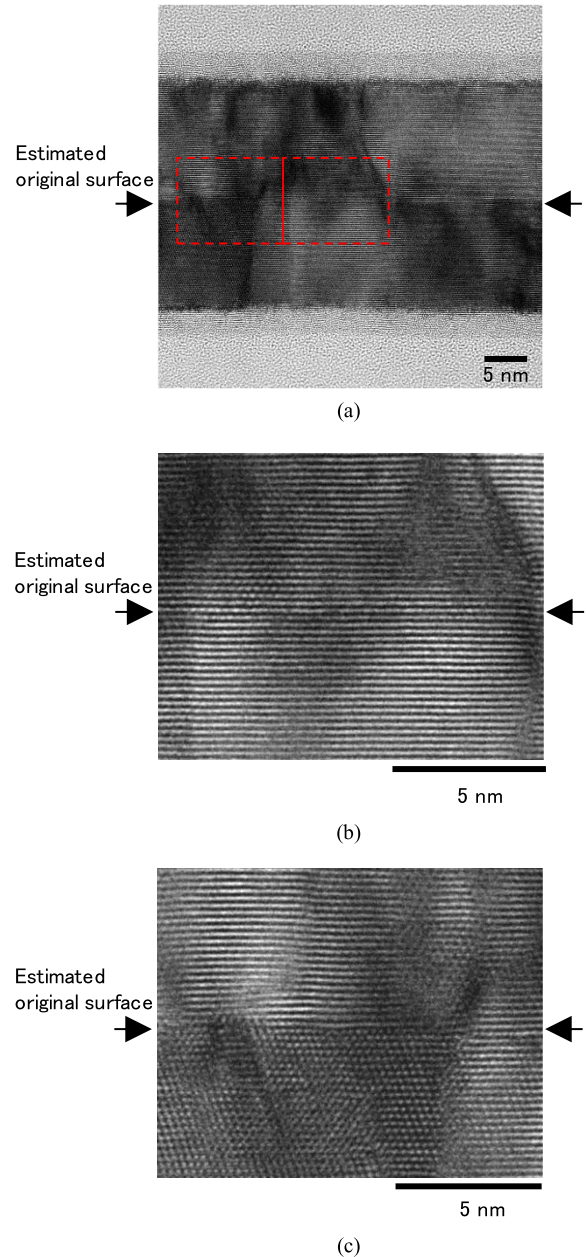 Estimated
original surface
5 nm
(a)
Estimated
original surface
5 nm
(b)
Estimated
original surface
5 nm
(c)